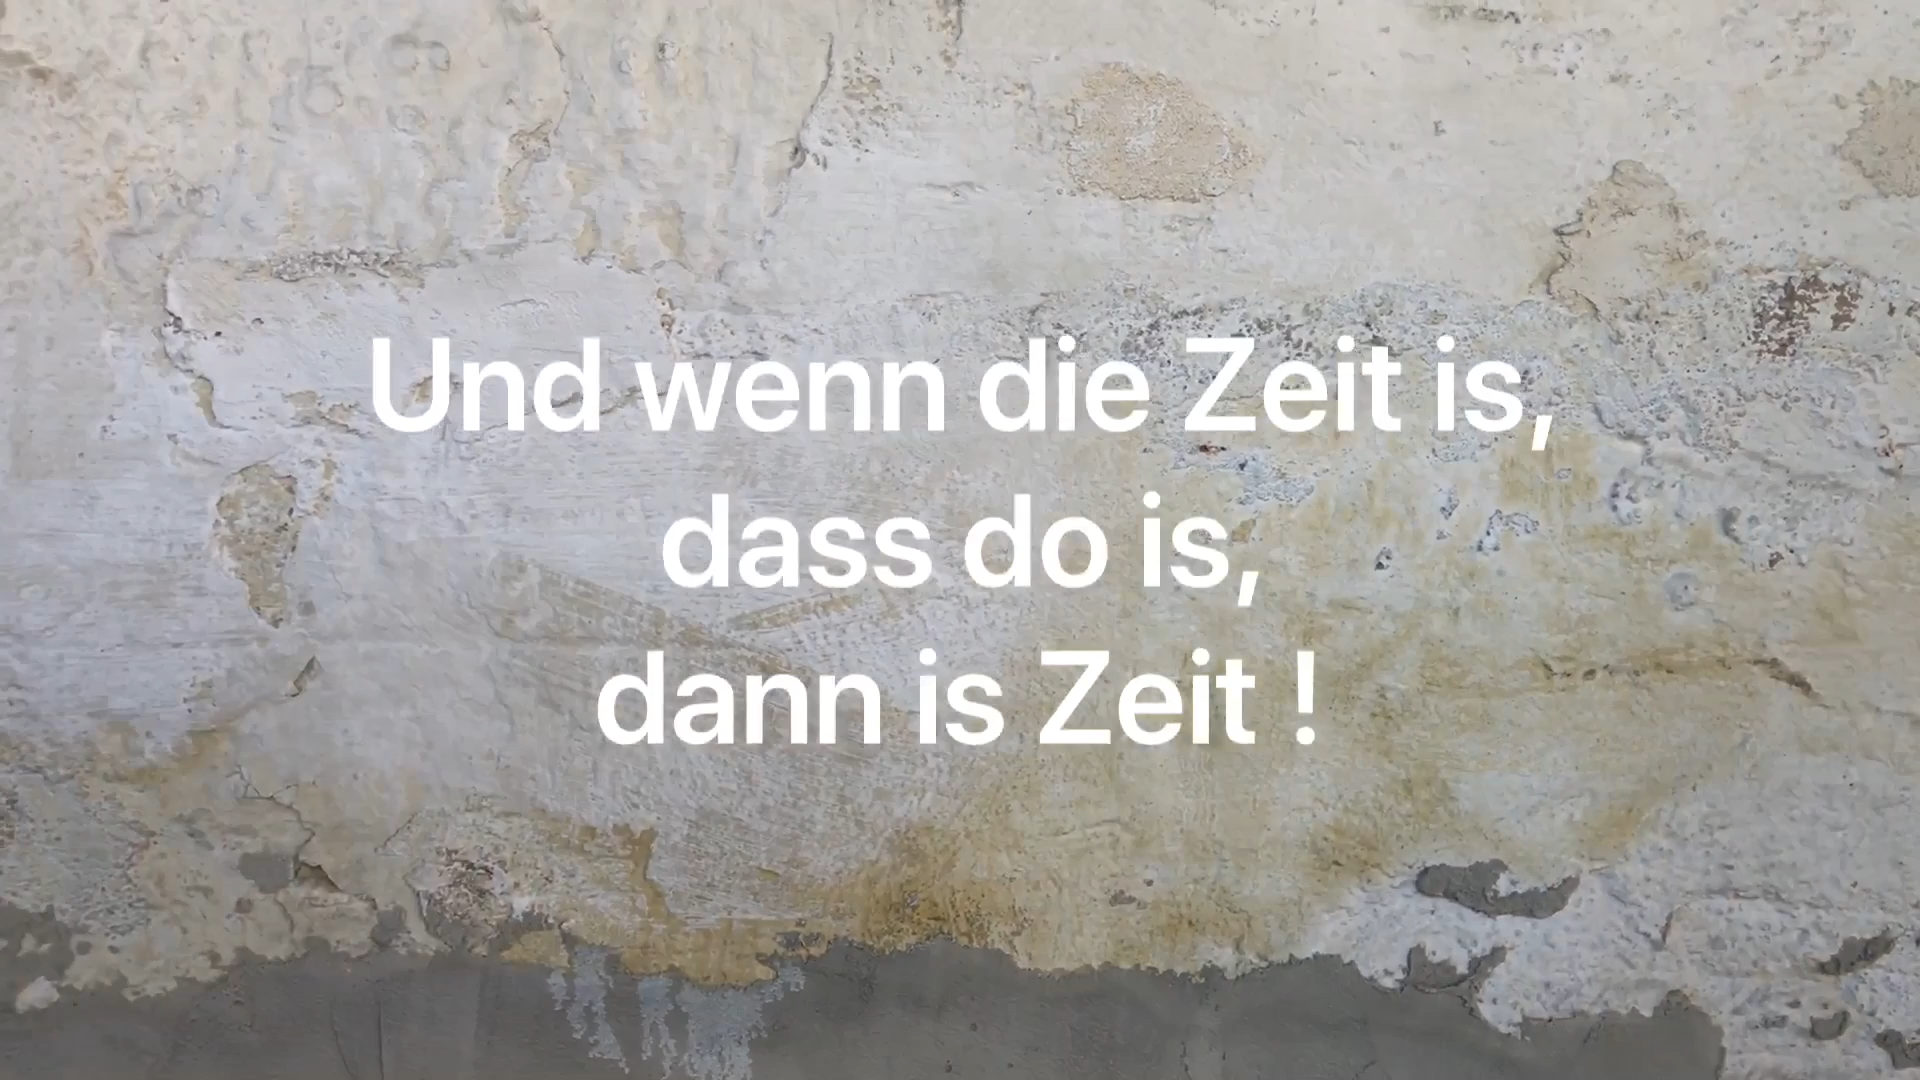 Und wenn die Zeit is,
dass do is,
dann is Zeit !